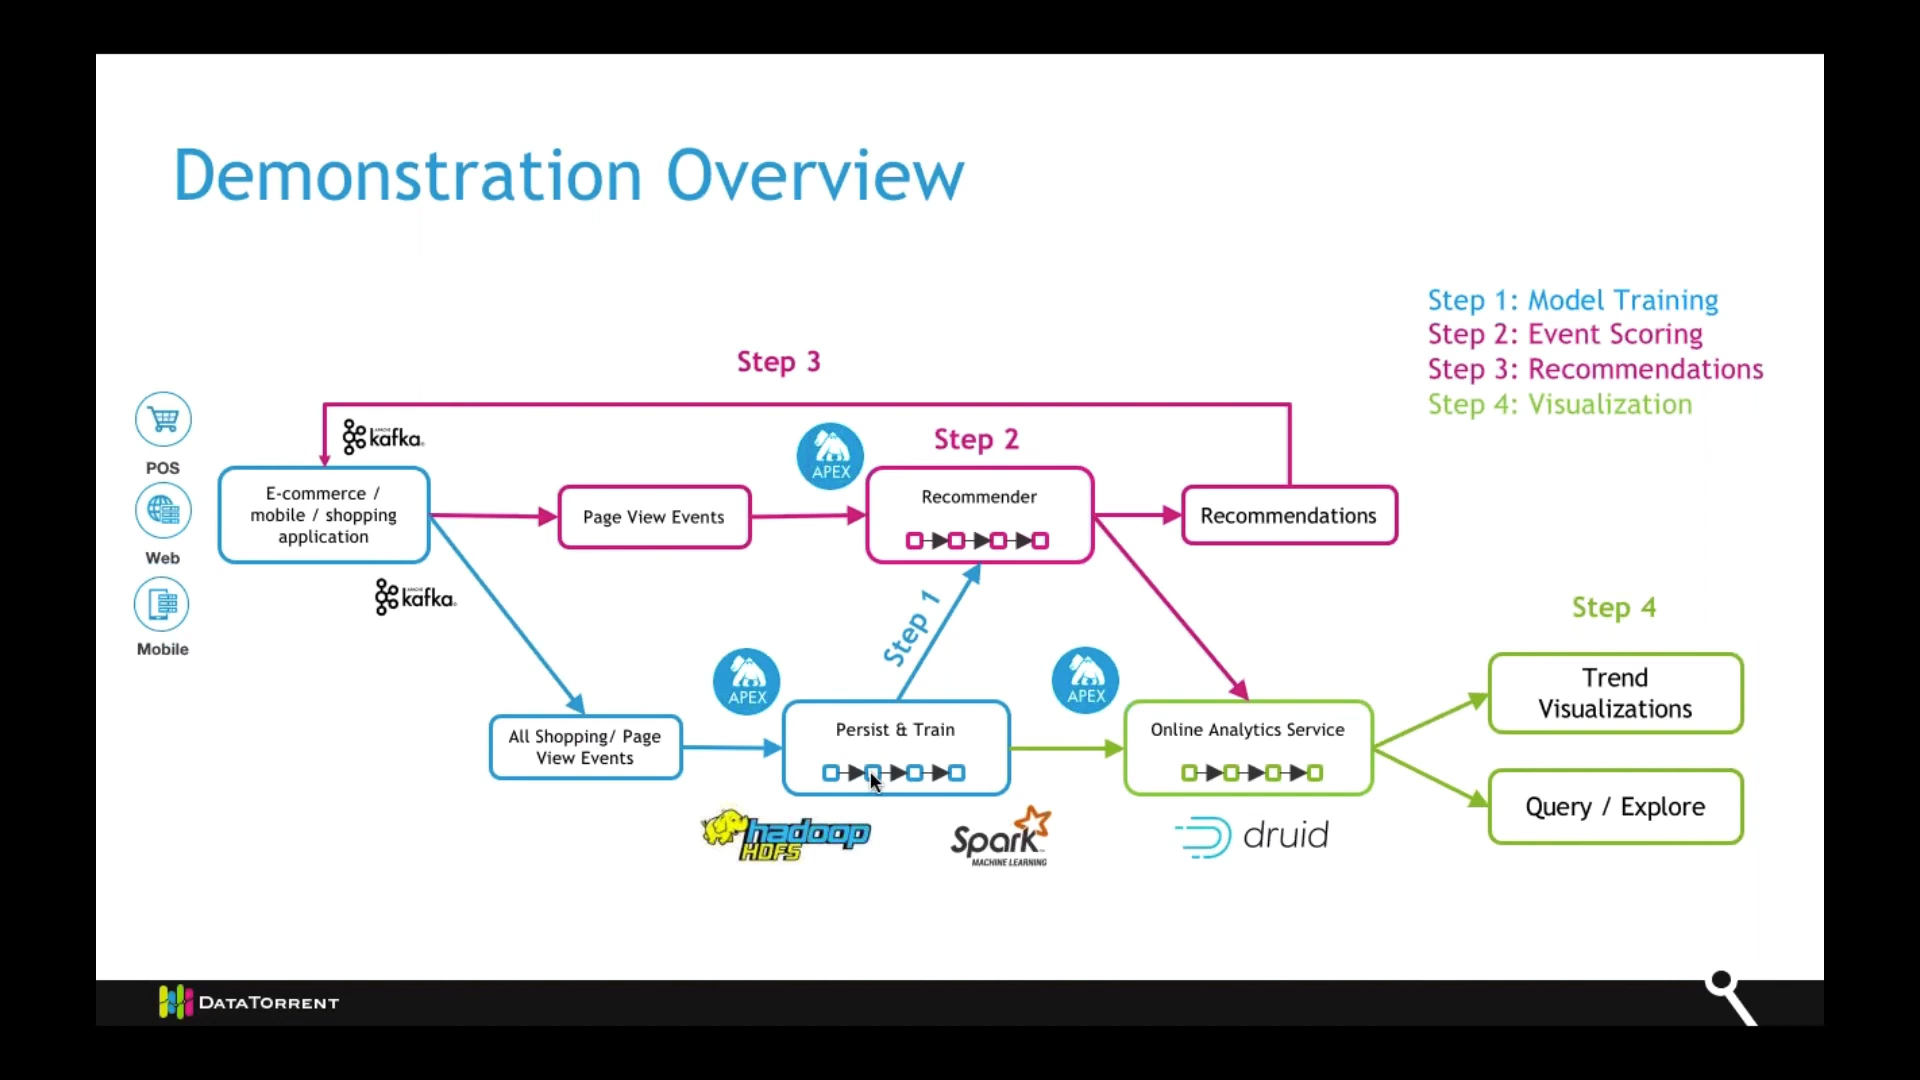 Demonstration Overview
Step 1: Model Training
Step 2: Event Scoring
Step 3: Recommendations
Step 4: Visualization
Step 3
kafka
POS
Web
Mobile
E-commerce /
mobile / shopping
application
kafka
Page View Events
APEX
Step 2
Recommender
Recommendations
Step 1
Step 4
All Shopping/ Page
View Events
APEX
Persist & Train
APEX
Online Analytics Service
Trend
Visualizations
Query / Explore
hadoop
HDFS
Spark
MACHINE LEARNING
druid
DATATORRENT